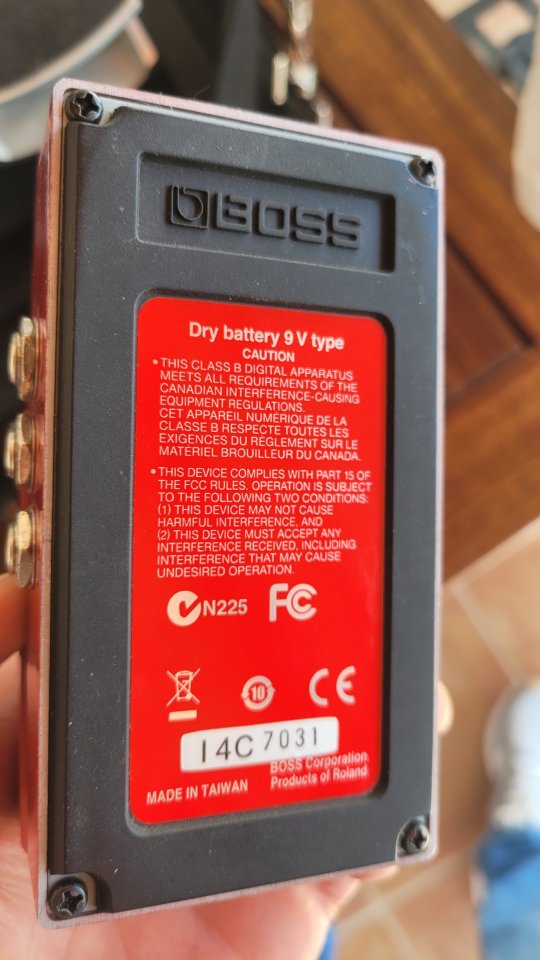 BOSS
Dry battery 9 V type
CAUTION
• THIS CLASS B DIGITAL APPARATUS
MEETS ALL REQUIREMENTS OF THE
CANADIAN INTERFERENCE-CAUSING
EQUIPMENT REGULATIONS.
CET APPAREIL NUMÉRIQUE DE LA
CLASSE B RESPECTE TOUTES LES
EXIGENCES DU RÈGLEMENT SUR LE
MATÉRIEL BROUILLEUR DU CANADA.
• THIS DEVICE COMPLIES WITH PART 15 OF
THE FCC RULES. OPERATION IS SUBJECT
TO THE FOLLOWING TWO CONDITIONS:
(1) THIS DEVICE MAY NOT CAUSE
HARMFUL INTERFERENCE, AND
(2) THIS DEVICE MUST ACCEPT ANY
INTERFERENCE RECEIVED, INCLUDING
INTERFERENCE THAT MAY CAUSE
UNDESIRED OPERATION.
N225 FC
10 CE
I4C7031
BOSS Corporation
MADE IN TAIWAN Products of Roland